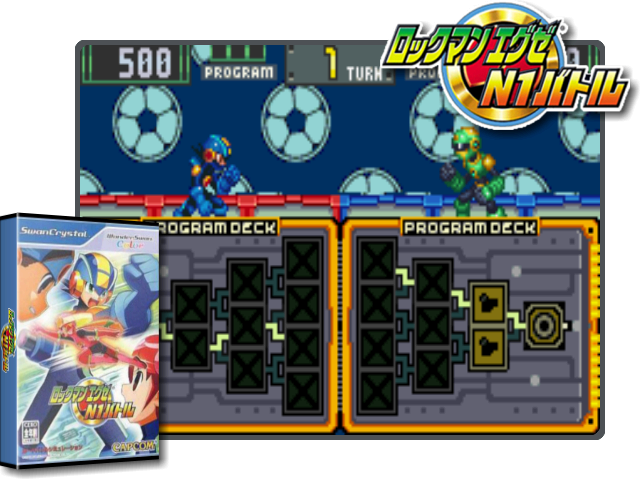 500
PROGRAM
1
TURN
ロックマン エグゼ
N1バトル
PROGRAM DECK
PROGRAM DECK
SwanCrystal
WonderSwan
Color
ロックマン エグゼ
N1バトル
CAPCOM